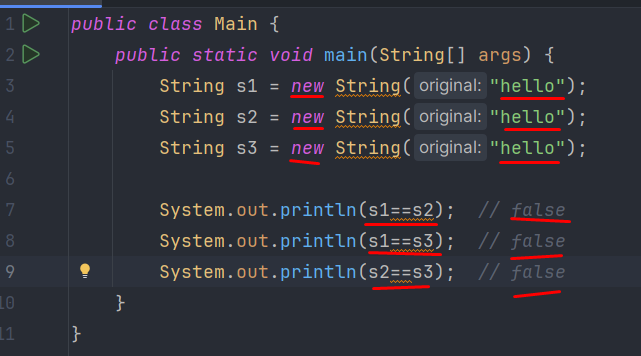 1 public class Main {
2 public static void main(String[] args) {
3 String s1 = new String( original: "hello");
4 String s2 = new String( original: "hello");
5 String s3 = new String( original: "hello");
6
7 System.out.println(s1==s2); // false
8 System.out.println(s1==s3); // false
9 System.out.println(s2==s3); // false
10 }
11 }